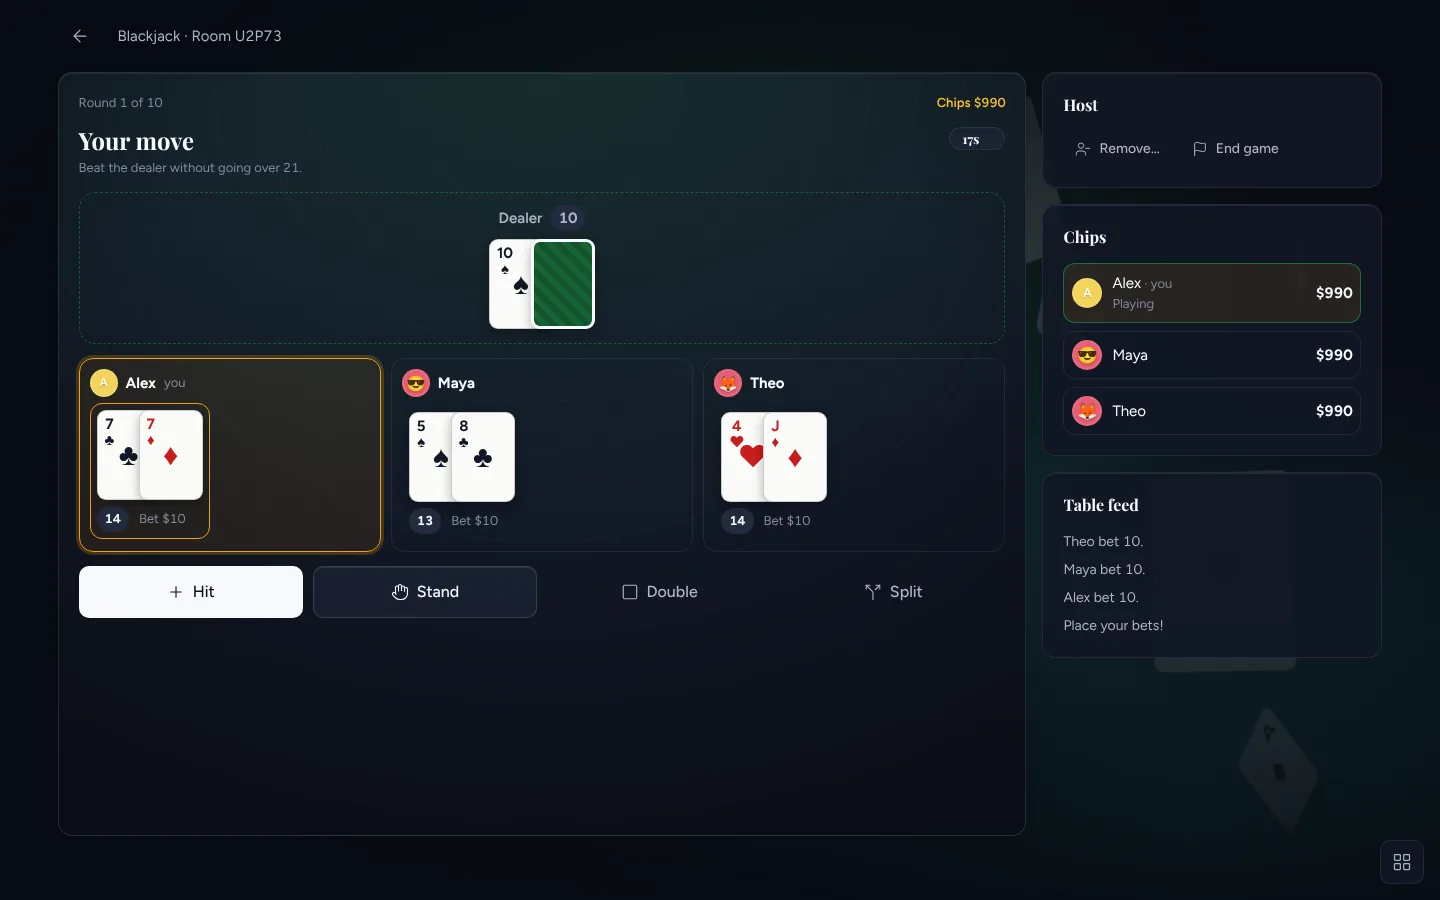 Blackjack · Room U2P73
Round 1 of 10
Chips $990
Your move
17s
Beat the dealer without going over 21.
Dealer 10
10
A Alex you
7 7
14 Bet $10
Maya
5 8
13 Bet $10
Theo
4 J
14 Bet $10
Hit
Stand
Double
Split
Host
Remove...
End game
Chips
A Alex · you
Playing
$990
Maya $990
Theo $990
Table feed
Theo bet 10.
Maya bet 10.
Alex bet 10.
Place your bets!